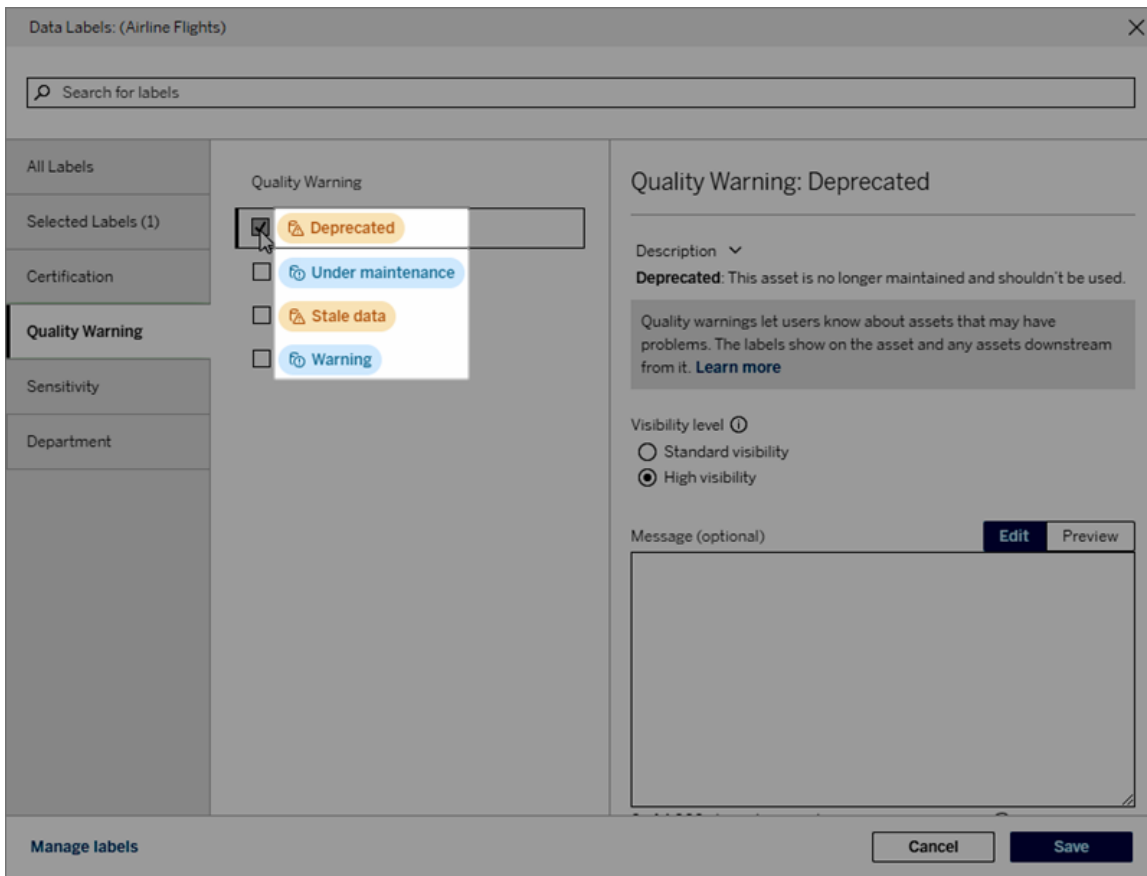 Data Labels: (Airline Flights)
Search for labels
All Labels
Selected Labels (1)
Certification
Quality Warning
Sensitivity
Department
Quality Warning
Deprecated
Under maintenance
Stale data
Warning
Quality Warning: Deprecated
Description
Deprecated: This asset is no longer maintained and shouldn't be used.
Quality warnings let users know about assets that may have
problems. The labels show on the asset and any assets downstream
from it. Learn more
Visibility level
Standard visibility
High visibility
Message (optional)
Edit
Preview
Manage labels
Cancel
Save